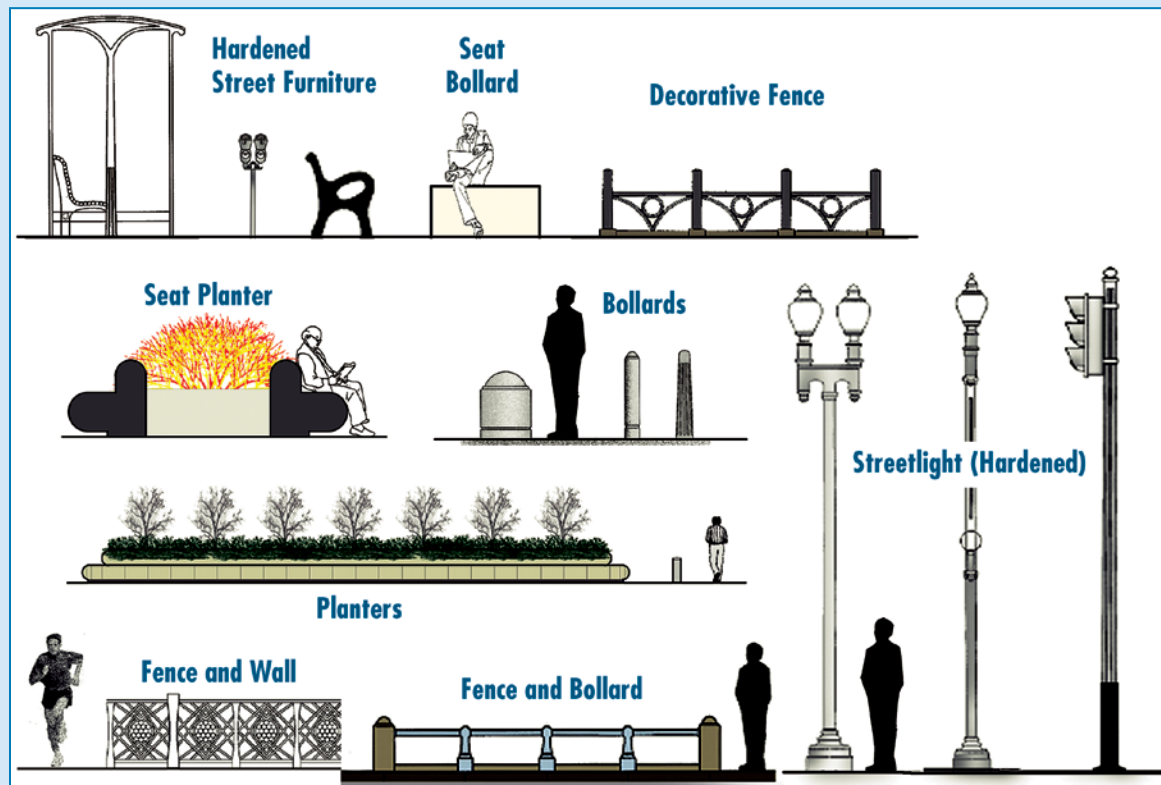 Hardened
Street Furniture
Seat
Bollard
Decorative Fence
Seat Planter
Bollards
Streetlight (Hardened)
Planters
Fence and Wall
Fence and Bollard